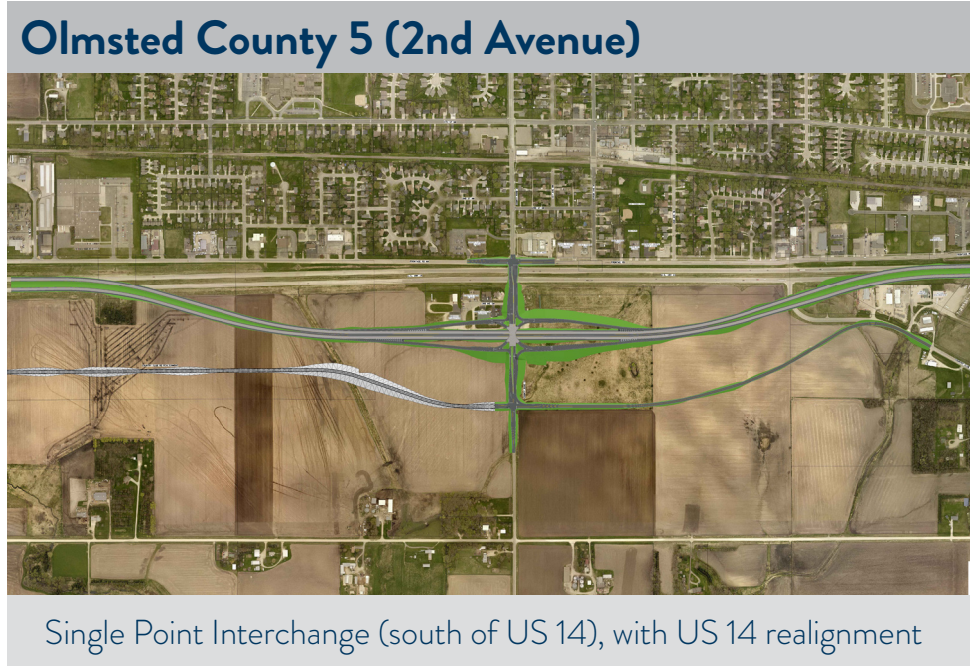 Olmsted County 5 (2nd Avenue)
Single Point Interchange (south of US 14), with US 14 realignment